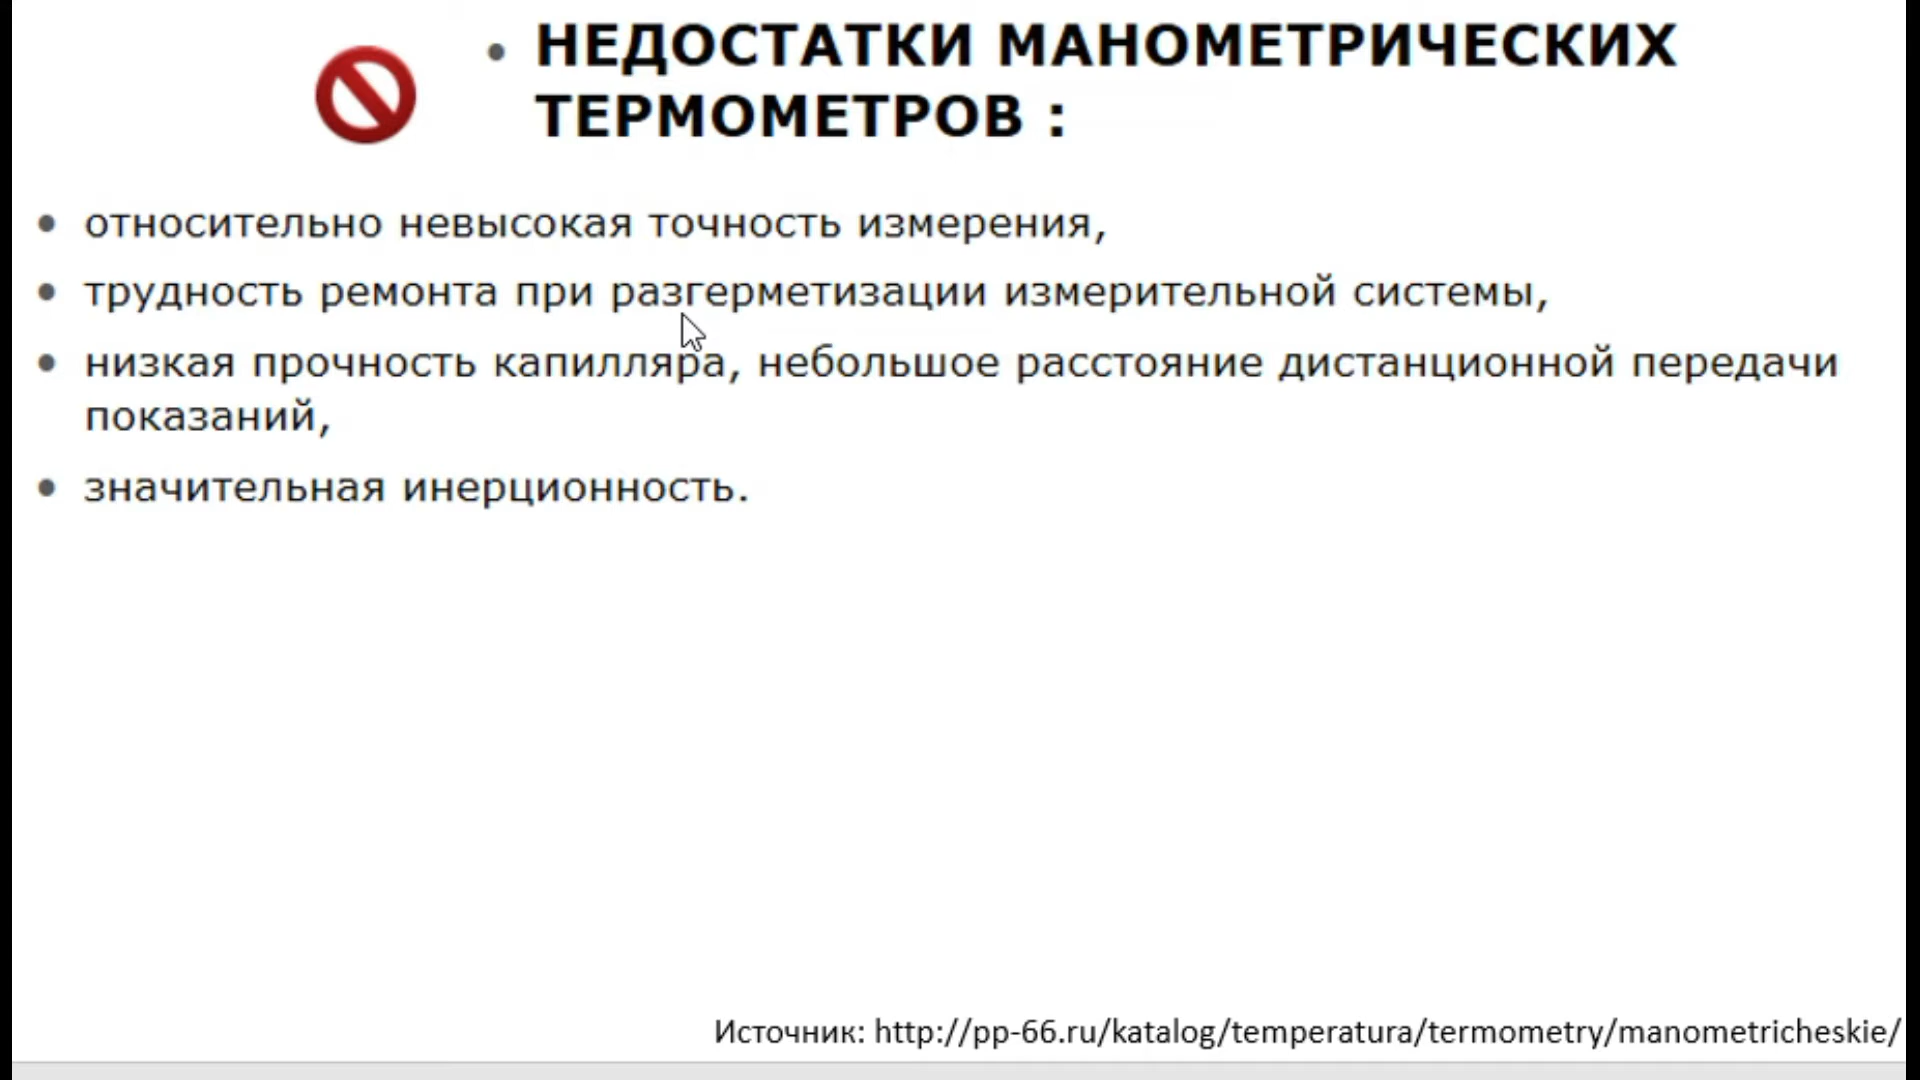 • НЕДОСТАТКИ МАНОМЕТРИЧЕСКИХ
ТЕРМОМЕТРОВ :
• относительно невысокая точность измерения,
• трудность ремонта при разгерметизации измерительной системы,
• низкая прочность капилляра, небольшое расстояние дистанционной передачи
показаний,
• значительная инерционность.
Источник: http://pp-66.ru/katalog/temperatura/termometry/manometricheskie/